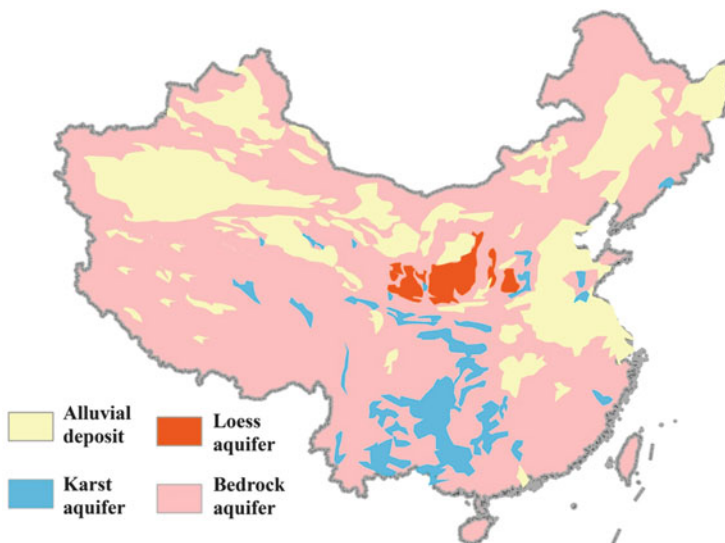 Alluvial
deposit
Loess
aquifer
Karst
aquifer
Bedrock
aquifer